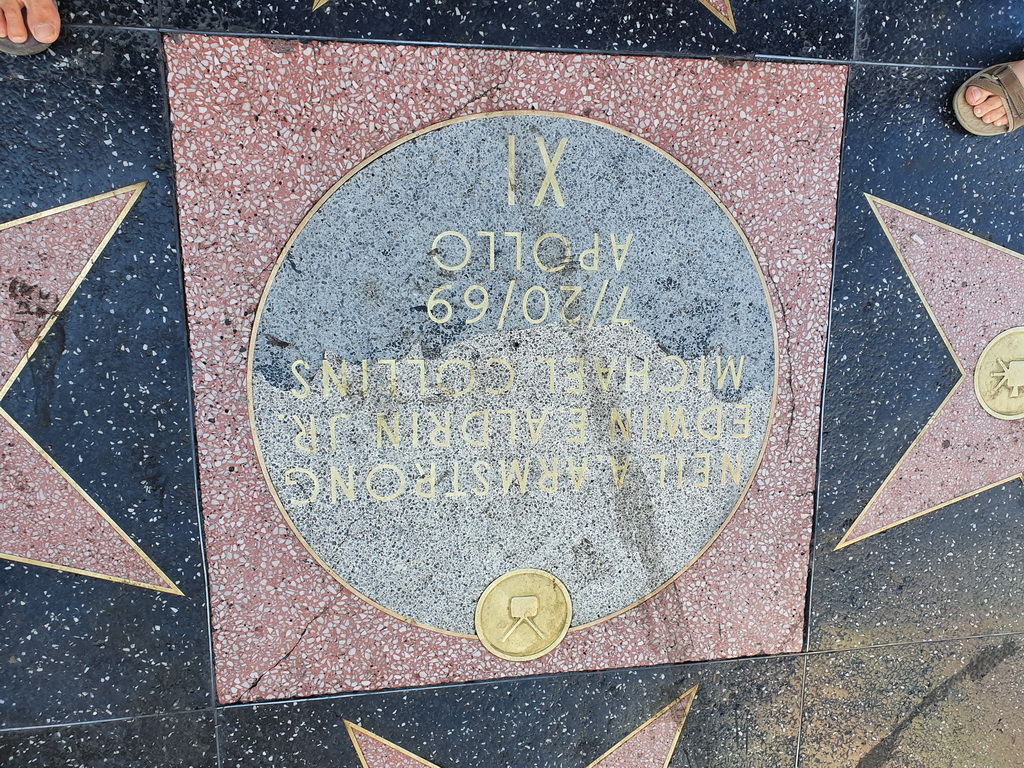 NEIL A. ARMSTRONG
EDWIN E ALDRIN JR.
MICHAEL COLLINS
7/20/69
APOLLO
XI